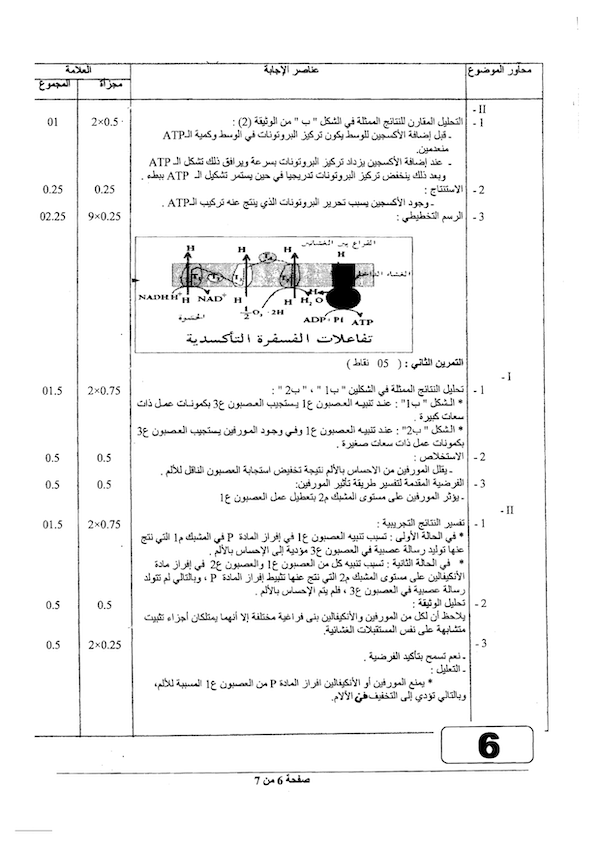 محاور الموضوع
عناصر الإجابة
العلامة
مجزأة
المجموع
II -
1 - التحليل المقارن للنتائج الممثلة في الشكل " ب " من الوثيقة (2) : 2×0.5 01
ـ قبل إضافة الأكسجين للوسط يكون تركيز البروتونات في الوسط وكمية الـATP
منعدمين.
ـ عند إضافة الأكسجين يزداد تركيز البروتونات بسرعة ويرافق ذلك تشكل الـ ATP
وبعد ذلك ينخفض تركيز البروتونات تدريجيا في حين يستمر تشكيل الـ ATP ببطء .
2 - الاستنتاج : 0.25 0.25
ـ وجود الأكسجين يسبب تحرير البروتونات الذي ينتج عنه تركيب الـATP .
3 - الرسم التخطيطي : 9×0.25 02.25
الفراغ بين الغشائين
H H H H
الغشاء الداخلي
NADH H+ H NAD+ H H H2O H
½O2 + 2H
الحشوة
ADP + Pi ATP
تفاعلات الفسفرة التأكسدية
التمرين الثاني : ( 05 نقاط )
I -
1 - تحليل النتائج الممثلة في الشكلين "ب1" ، "ب2" : 2×0.75 01.5
* الشكل "ب1" : عند تنبيه العصبون ع1 يستجيب العصبون ع3 بكمونات عمل ذات
سعات كبيرة .
* الشكل "ب2" : عند تنبيه العصبون ع1 وفي وجود المورفين يستجيب العصبون ع3
بكمونات عمل ذات سعات صغيرة .
2 - الاستخلاص : 0.5 0.5
ـ يقلل المورفين من الاحساس بالألم نتيجة تخفيض استجابة العصبون الناقل للألم .
3 - الفرضية المقدمة لتفسير طريقة تأثير المورفين: 0.5 0.5
ـ يؤثر المورفين على مستوى المشبك م2 بتعطيل عمل العصبون ع1
II -
1 - تفسير النتائج التجريبية : 2×0.75 01.5
* في الحالة الأولى : تسبب تنبيه العصبون ع1 في إفراز المادة P في المشبك م1 التي نتج
عنها توليد رسالة عصبية في العصبون ع3 مؤدية إلى الإحساس بالألم .
* في الحالة الثانية : تسبب تنبيه كل من العصبون ع1 والعصبون ع2 في إفراز مادة
الأنكيفالين على مستوى المشبك م2 التي نتج عنها تثبيط إفراز المادة P ، وبالتالي لم تتولد
رسالة عصبية في العصبون ع3 ، فلم يتم الإحساس بالألم .
2 - تحليل الوثيقة : 0.5 0.5
يلاحظ أن لكل من المورفين والأنكيفالين بنى فراغية مختلفة إلا أنهما يمتلكان أجزاء تثبيت
متشابهة على نفس المستقبلات الغشائية.
3 - 2×0.25 0.5
ـ نعم تسمح بتأكيد الفرضية .
ـ التعليل :
* يمنع المورفين أو الأنكيفالين افراز المادة P من العصبون ع1 المسببة للألم،
وبالتالي تؤدي إلى التخفيف في الآلام.
6
صفحة 6 من 7